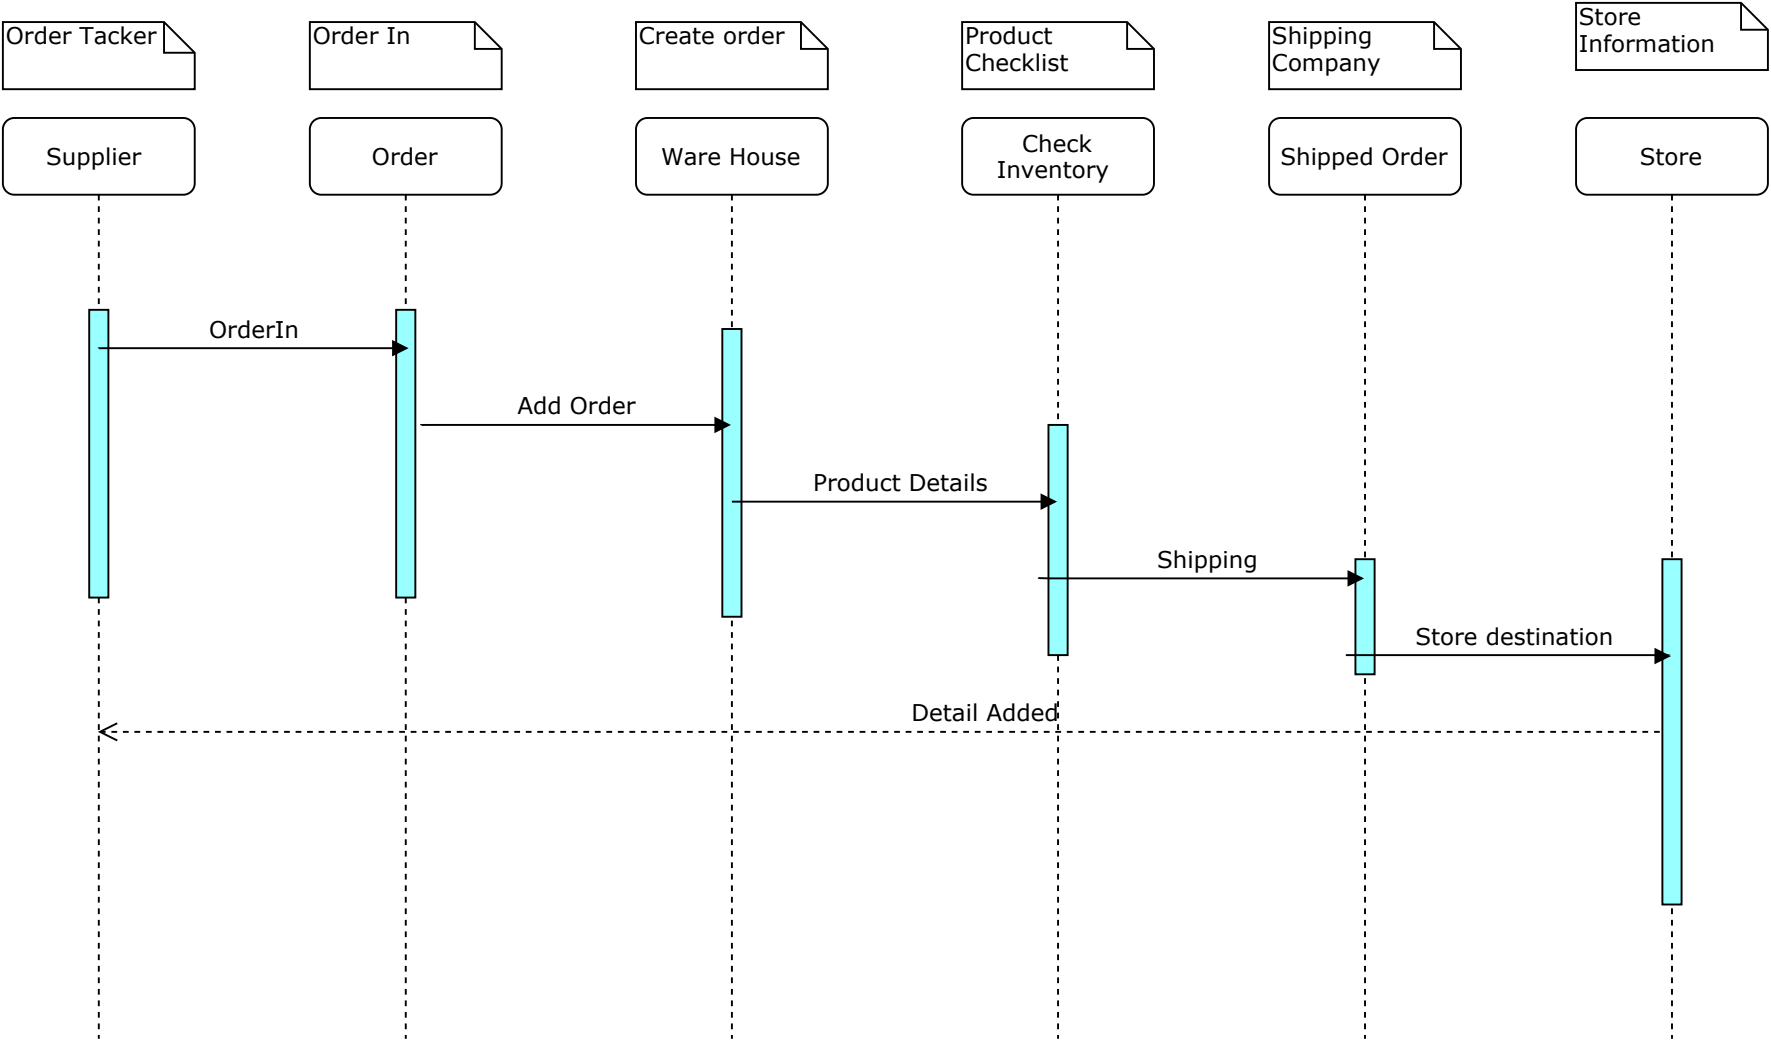 Order Tacker
Order In
Create order
Product
Checklist
Shipping
Company
Store
Information
Supplier
Order
Ware House
Check
Inventory
Shipped Order
Store
OrderIn
Add Order
Product Details
Shipping
Store destination
Detail Added